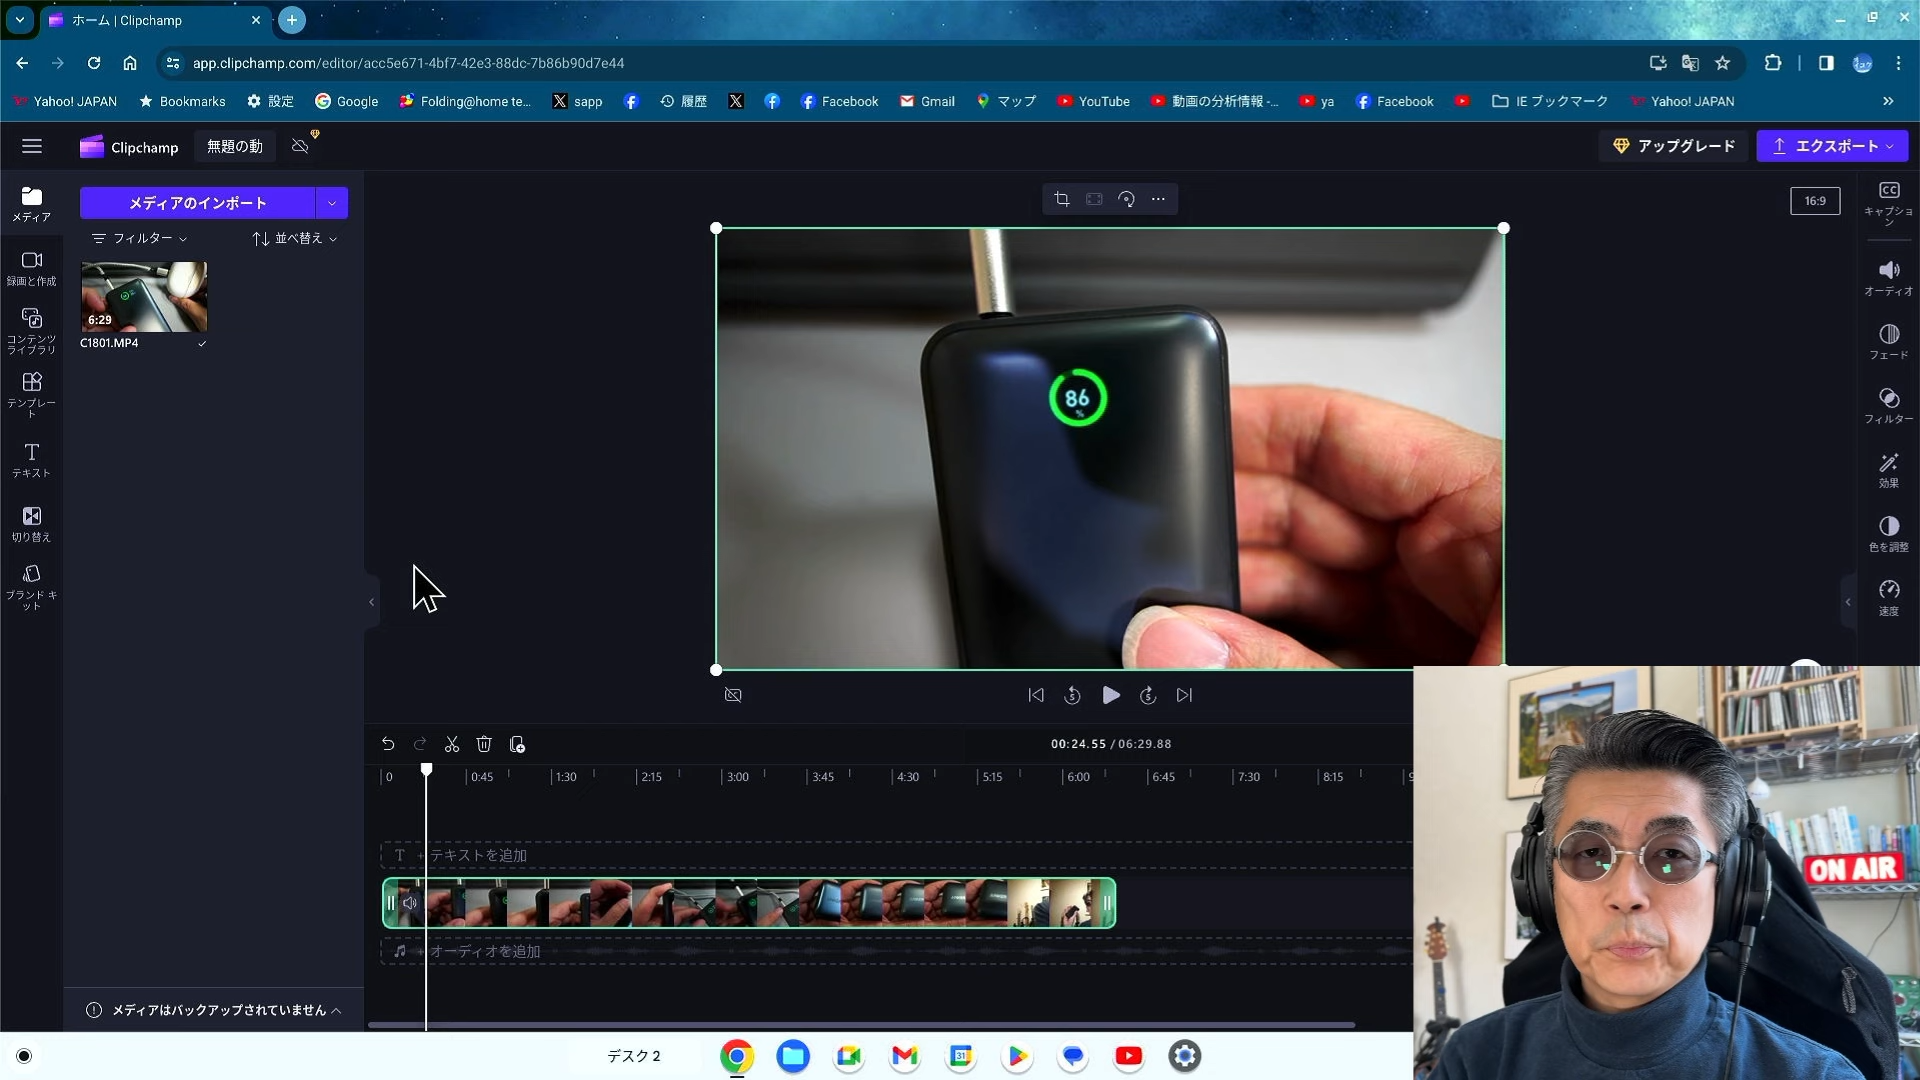 ホーム | Clipchamp
app.clipchamp.com/editor/acc5e671-4bf7-42e3-88dc-7b86b90d7e44
Yahoo! JAPAN
Bookmarks
設定
Google
Folding@home te...
sapp
履歴
Facebook
Gmail
マップ
YouTube
動画の分析情報 -...
ya
Facebook
IE ブックマーク
Yahoo! JAPAN
Clipchamp
無題の動
アップグレード
エクスポート
メディア
録画と作成
コンテンツ
ライブラリ
テンプレー
ト
テキスト
切り替え
ブランド キ
ット
メディアのインポート
フィルター
並べ替え
6:29
C1801.MP4
メディアはバックアップされていません
16:9
86
%
CC
キャプショ
ン
オーディオ
フェード
フィルター
効果
色を調整
速度
5
5
00:24.55 / 06:29.88
0
0:45
1:30
2:15
3:00
3:45
4:30
5:15
6:00
6:45
7:30
8:15
9
T + テキストを追加
+ オーディオを追加
ON AIR
デスク 2
31